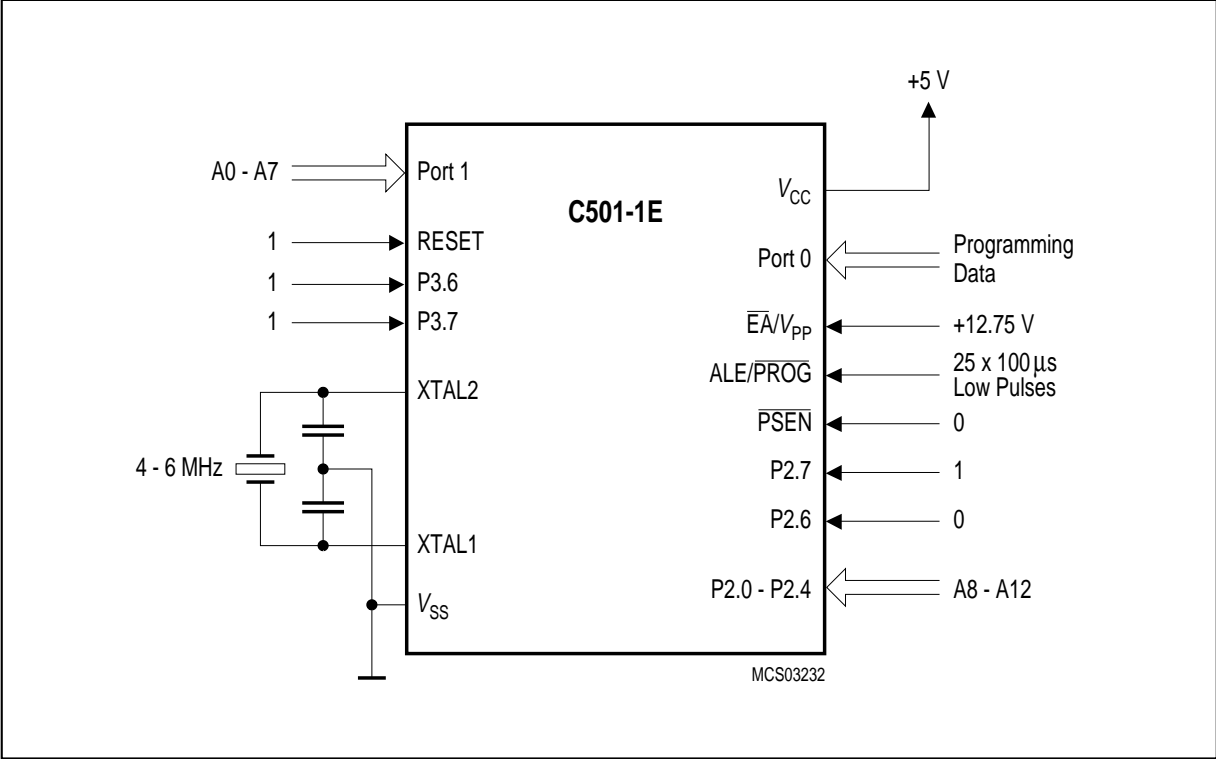 +5 V
A0 - A7
Port 1
C501-1E
VCC
1
RESET
Port 0
Programming
Data
1
P3.6
1
P3.7
EA/VPP
+12.75 V
ALE/PROG
25 x 100 µs
Low Pulses
XTAL2
PSEN
0
4 - 6 MHz
P2.7
1
P2.6
0
XTAL1
P2.0 - P2.4
A8 - A12
VSS
MCS03232